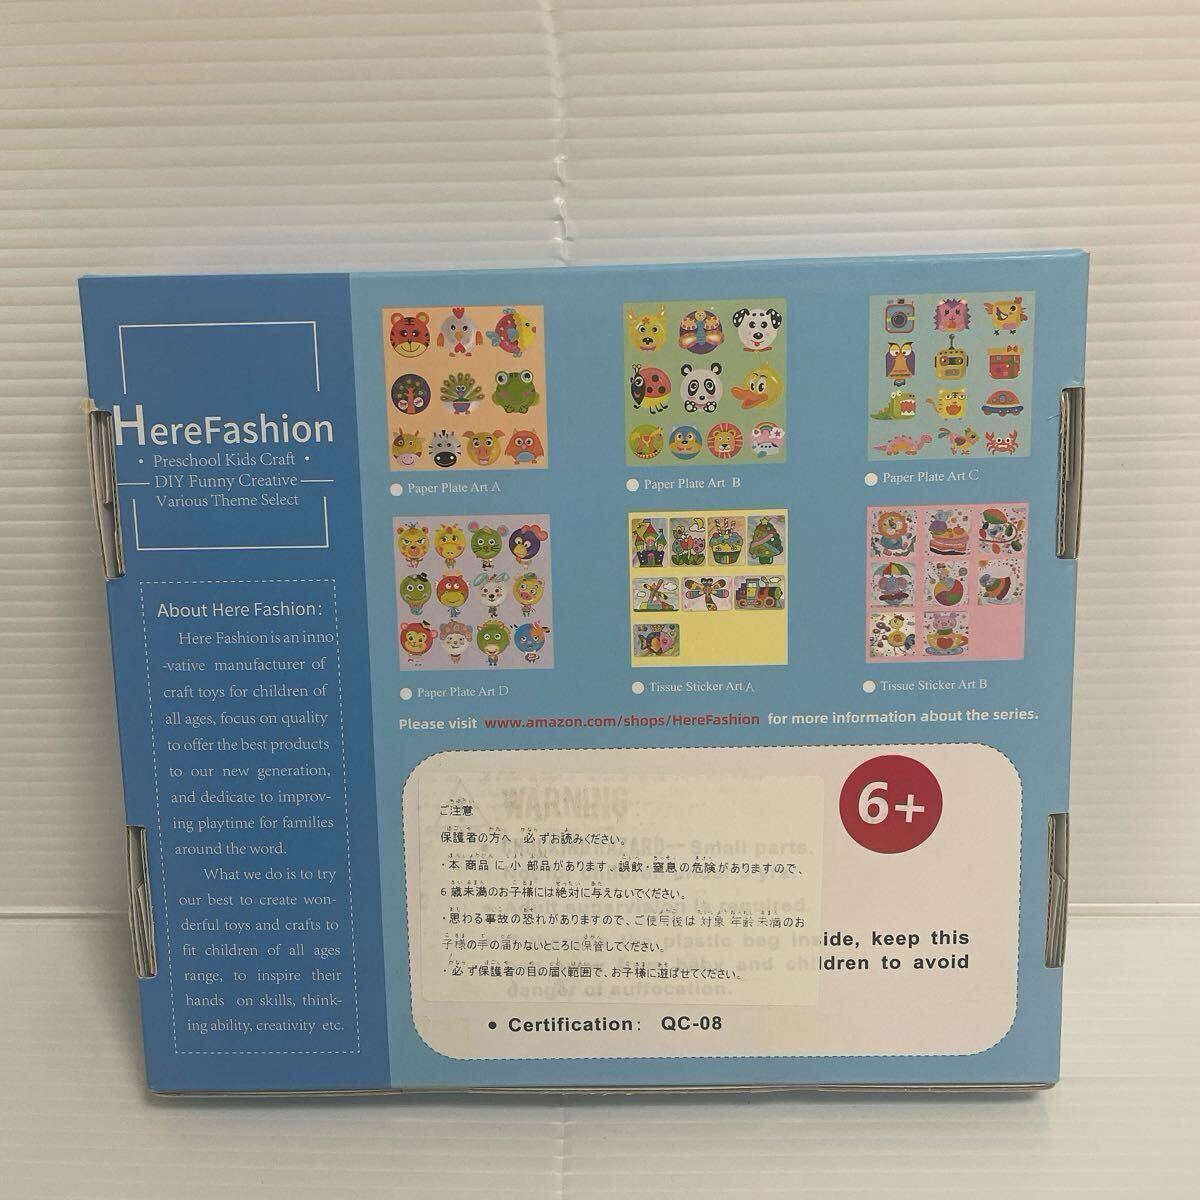 HereFashion
• Preschool Kids Craft •
DIY Funny Creative
Various Theme Select
About Here Fashion:
Here Fashion is an inno
-vative manufacturer of
craft toys for children of
all ages, focus on quality
to offer the best products
to our new generation,
and dedicate to improv-
ing playtime for families
around the word.
What we do is to try
our best to create won-
derful toys and crafts to
fit children of all ages
range, to inspire their
hands on skills, think-
ing ability, creativity etc.
Paper Plate Art A
Paper Plate Art B
Paper Plate Art C
Paper Plate Art D
Tissue Sticker Art A
Tissue Sticker Art B
Please visit www.amazon.com/shops/HereFashion for more information about the series.
6+
WARNING
Small parts.
ご注意
保護者の方へ 必ずお読みください。
・本商品に小部品があります、誤飲・窒息の危険がありますので、
6歳未満のお子様には絶対に与えないでください。
・思わる事故の恐れがありますので、ご使用後は対象年齢未満のお
子様の手の届かないところに保管してください。
・必ず保護者の目の届く範囲で、お子様に遊ばせてください。
Adult supervision is required.
plastic bag inside, keep this
baby and children to avoid
danger of auffocation.
• Certification: QC-08